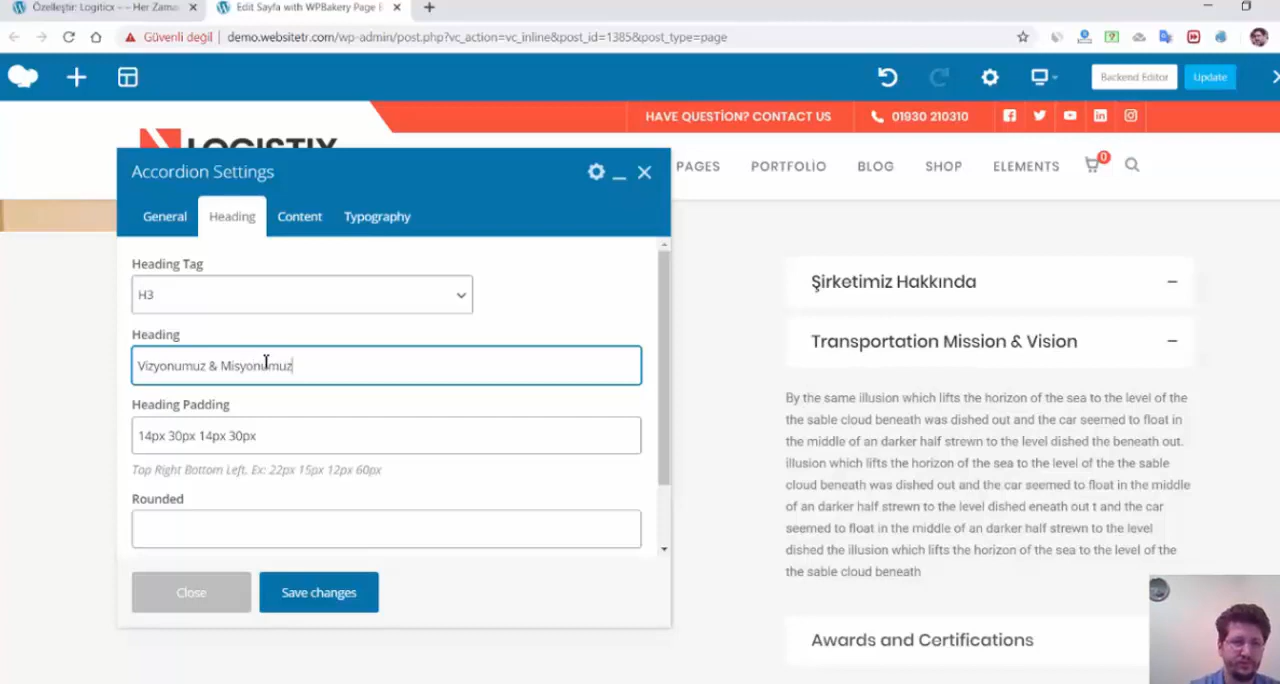 Özelleştir: Logiticx – – Her Zama
Edit Sayfa with WPBakery Page B
Güvenli değil
demo.websitetr.com/wp-admin/post.php?vc_action=vc_inline&post_id=1385&post_type=page
Backend Editor
Update
HAVE QUESTİON? CONTACT US
01930 210310
LOGISTIX
PAGES
PORTFOLİO
BLOG
SHOP
ELEMENTS
0
Accordion Settings
General
Heading
Content
Typography
Heading Tag
H3
Heading
Vizyonumuz & Misyonumuz
Heading Padding
14px 30px 14px 30px
Top Right Bottom Left, Ex: 22px 15px 12px 60px
Rounded
Close
Save changes
Şirketimiz Hakkında
Transportation Mission & Vision
By the same illusion which lifts the horizon of the sea to the level of the
the sable cloud beneath was dished out and the car seemed to float in
the middle of an darker half strewn to the level dished the beneath out.
illusion which lifts the horizon of the sea to the level of the the sable
cloud beneath was dished out and the car seemed to float in the middle
of an darker half strewn to the level dished eneath out t and the car
seemed to float in the middle of an darker half strewn to the level
dished the illusion which lifts the horizon of the sea to the level of the
the sable cloud beneath
Awards and Certifications